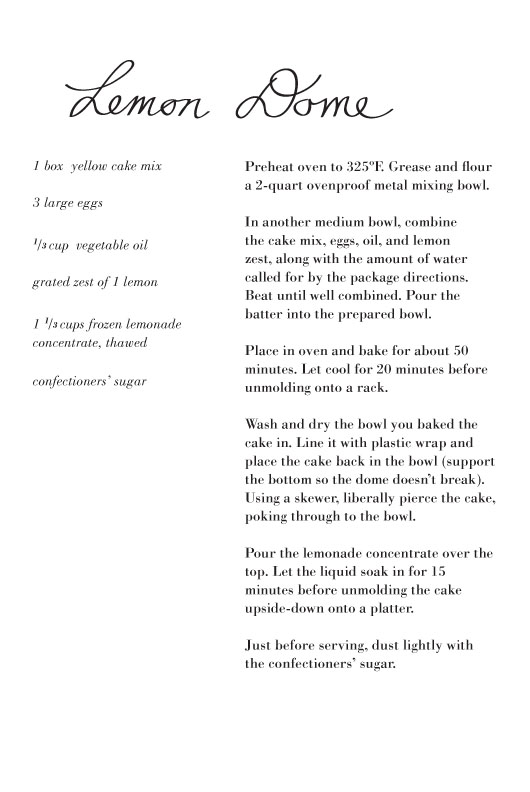 Lemon Dome
1 box yellow cake mix
3 large eggs
1/3 cup vegetable oil
grated zest of 1 lemon
1 1/3 cups frozen lemonade
concentrate, thawed
confectioners' sugar
Preheat oven to 325ºF. Grease and flour
a 2-quart ovenproof metal mixing bowl.
In another medium bowl, combine
the cake mix, eggs, oil, and lemon
zest, along with the amount of water
called for by the package directions.
Beat until well combined. Pour the
batter into the prepared bowl.
Place in oven and bake for about 50
minutes. Let cool for 20 minutes before
unmolding onto a rack.
Wash and dry the bowl you baked the
cake in. Line it with plastic wrap and
place the cake back in the bowl (support
the bottom so the dome doesn't break).
Using a skewer, liberally pierce the cake,
poking through to the bowl.
Pour the lemonade concentrate over the
top. Let the liquid soak in for 15
minutes before unmolding the cake
upside-down onto a platter.
Just before serving, dust lightly with
the confectioners' sugar.